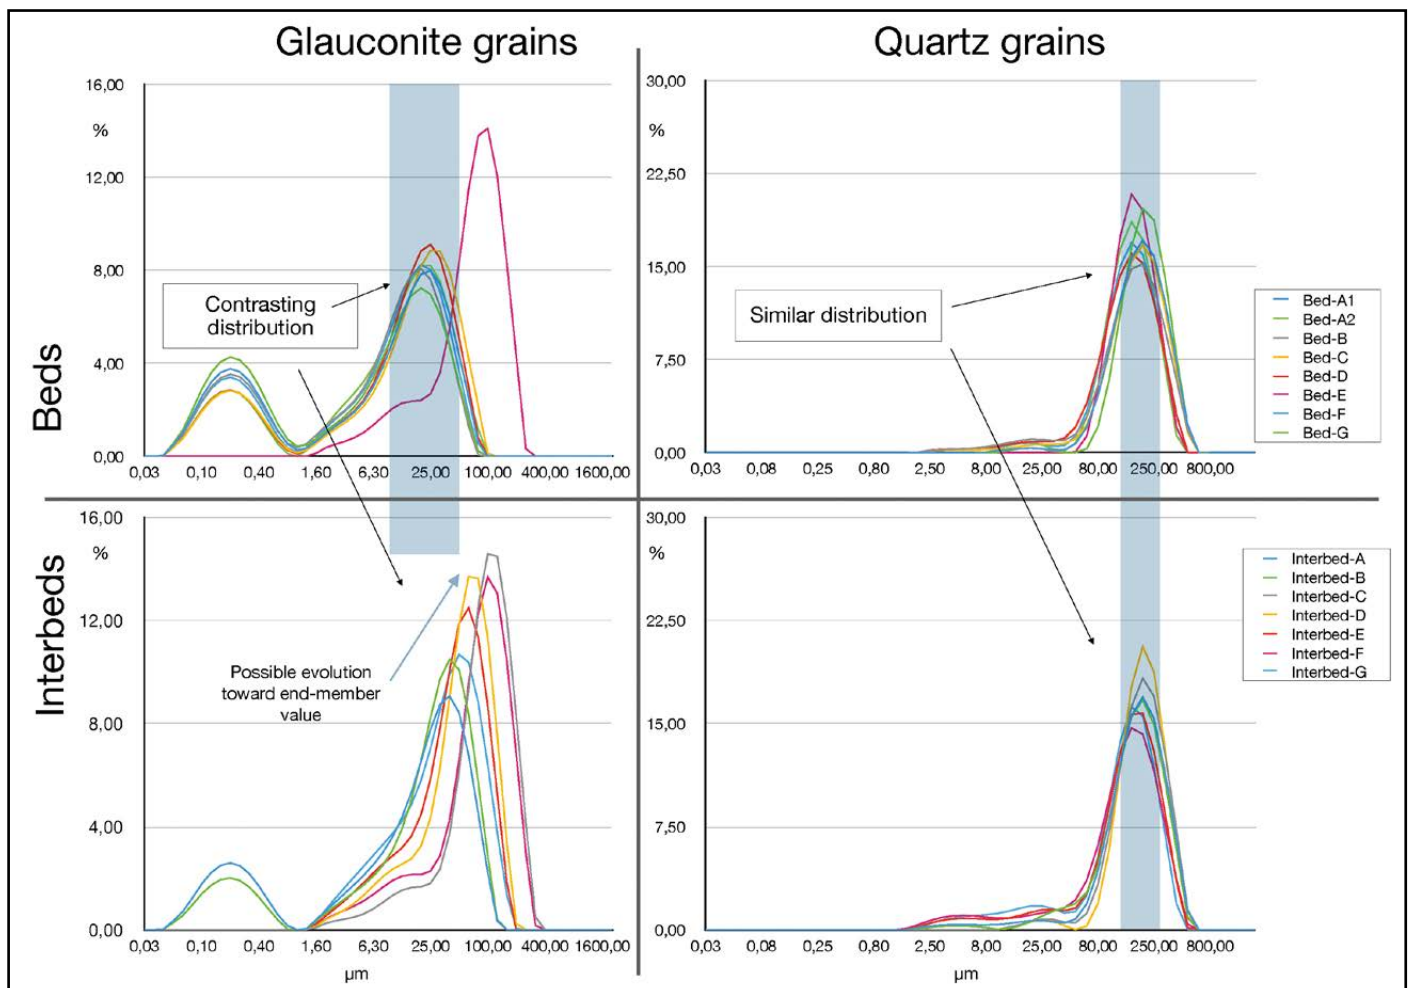 Glauconite grains
Quartz grains
16,00
%
12,00
8,00
4,00
0,00
Contrasting
distribution
0,03 0,10 0,40 1,60 6,30 25,00 100,00 400,00 1600,00
Beds
30,00
%
22,50
15,00
7,50
0,00
Similar distribution
0,03 0,08 0,25 0,80 2,50 8,00 25,00 80,00 250,00 800,00
Bed-A1
Bed-A2
Bed-B
Bed-C
Bed-D
Bed-E
Bed-F
Bed-G
Interbeds
16,00
%
12,00
8,00
4,00
0,00
Possible evolution
toward end-member
value
0,03 0,10 0,40 1,60 6,30 25,00 100,00 400,00 1600,00
µm
30,00
%
22,50
15,00
7,50
0,00
0,03 0,08 0,25 0,80 2,50 8,00 25,00 80,00 250,00 800,00
µm
Interbed-A
Interbed-B
Interbed-C
Interbed-D
Interbed-E
Interbed-F
Interbed-G